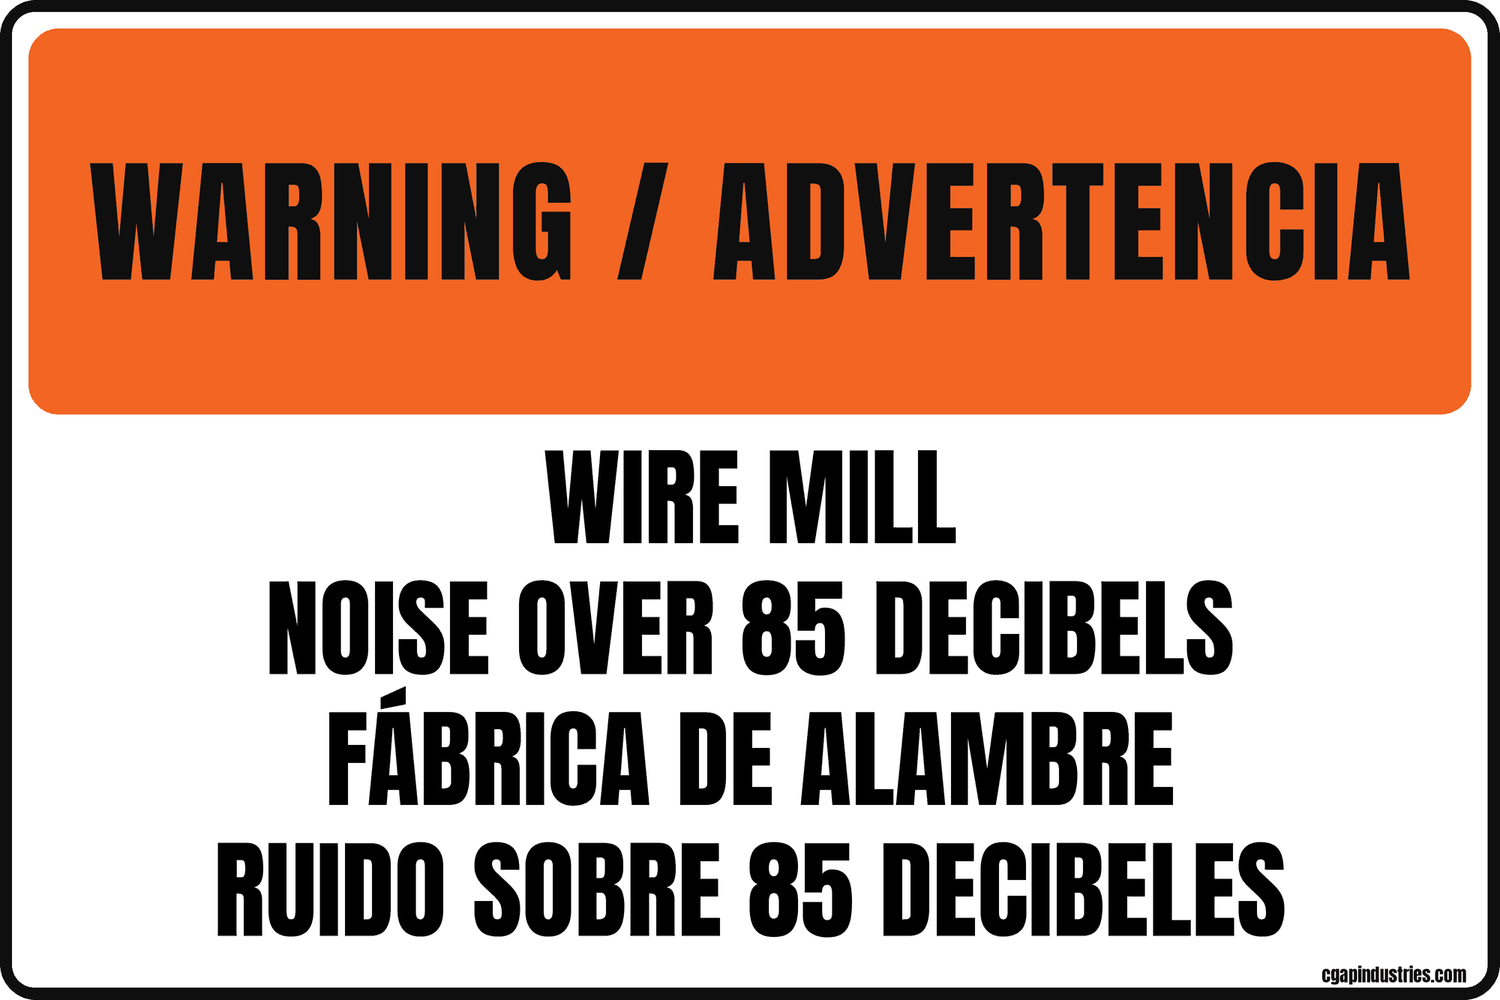 WARNING / ADVERTENCIA
WIRE MILL
NOISE OVER 85 DECIBELS
FÁBRICA DE ALAMBRE
RUIDO SOBRE 85 DECIBELES
cgapindustries.com